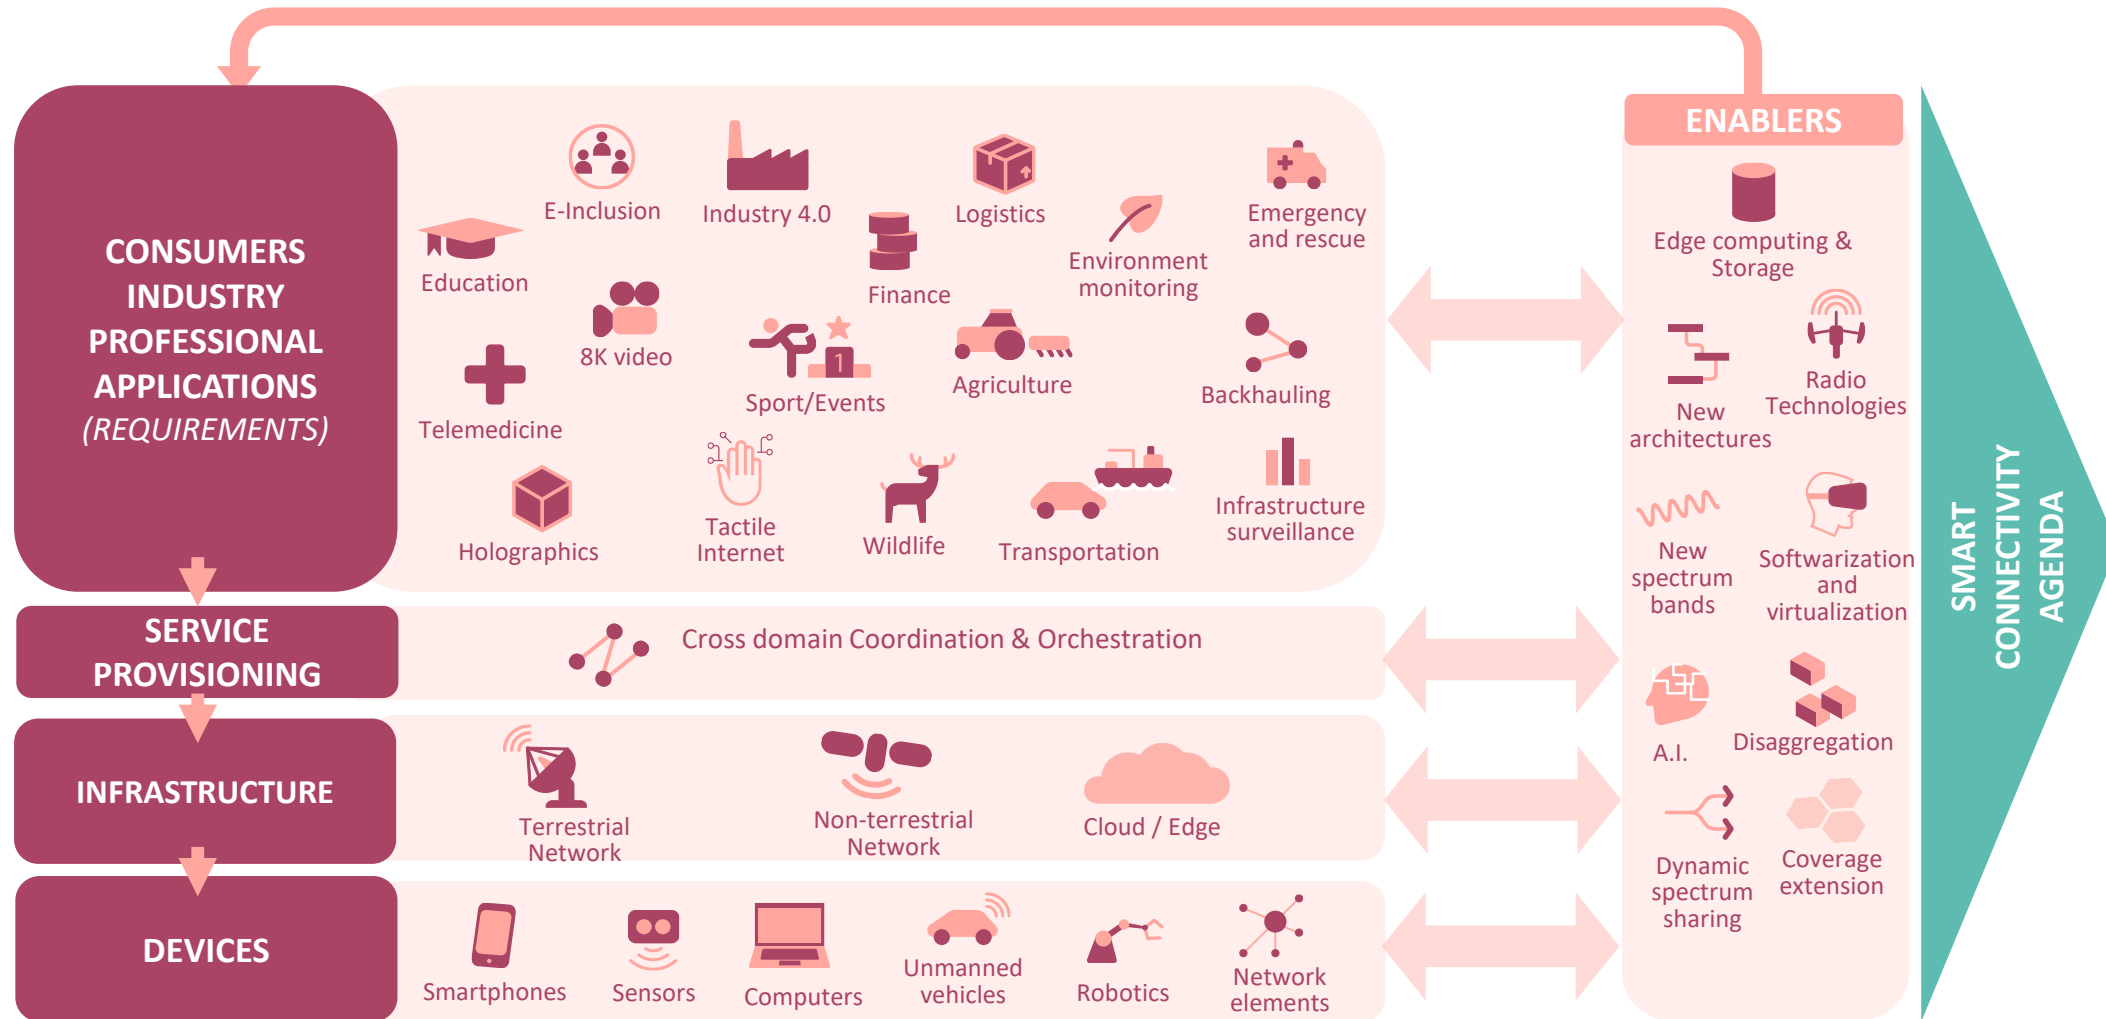 CONSUMERS
INDUSTRY
PROFESSIONAL
APPLICATIONS
(REQUIREMENTS)
E-Inclusion
Industry 4.0
Logistics
Emergency
and rescue
Education
Finance
Environment
monitoring
8K video
1
Sport/Events
Agriculture
Backhauling
Telemedicine
Holographics
Tactile
Internet
Wildlife
Transportation
Infrastructure
surveillance
SERVICE
PROVISIONING
Cross domain Coordination & Orchestration
INFRASTRUCTURE
Terrestrial
Network
Non-terrestrial
Network
Cloud / Edge
DEVICES
Smartphones
Sensors
Computers
Unmanned
vehicles
Robotics
Network
elements
ENABLERS
Edge computing &
Storage
New
architectures
Radio
Technologies
New
spectrum
bands
Softwarization
and
virtualization
A.I.
Disaggregation
Dynamic
spectrum
sharing
Coverage
extension
SMART
CONNECTIVITY
AGENDA